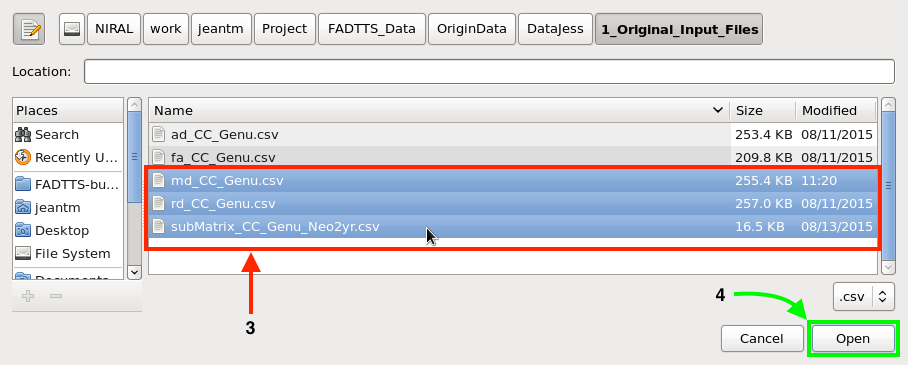 NIRAL work jeantm Project FADTTS_Data OriginData DataJess 1_Original_Input_Files
Location:
Places
Search
Recently U...
FADTTS-bu...
jeantm
Desktop
File System
Documents
Name Size Modified
ad_CC_Genu.csv 253.4 KB 08/11/2015
fa_CC_Genu.csv 209.8 KB 08/11/2015
md_CC_Genu.csv 255.4 KB 11:20
rd_CC_Genu.csv 257.0 KB 08/11/2015
subMatrix_CC_Genu_Neo2yr.csv 16.5 KB 08/13/2015
3
4
.csv
Cancel Open